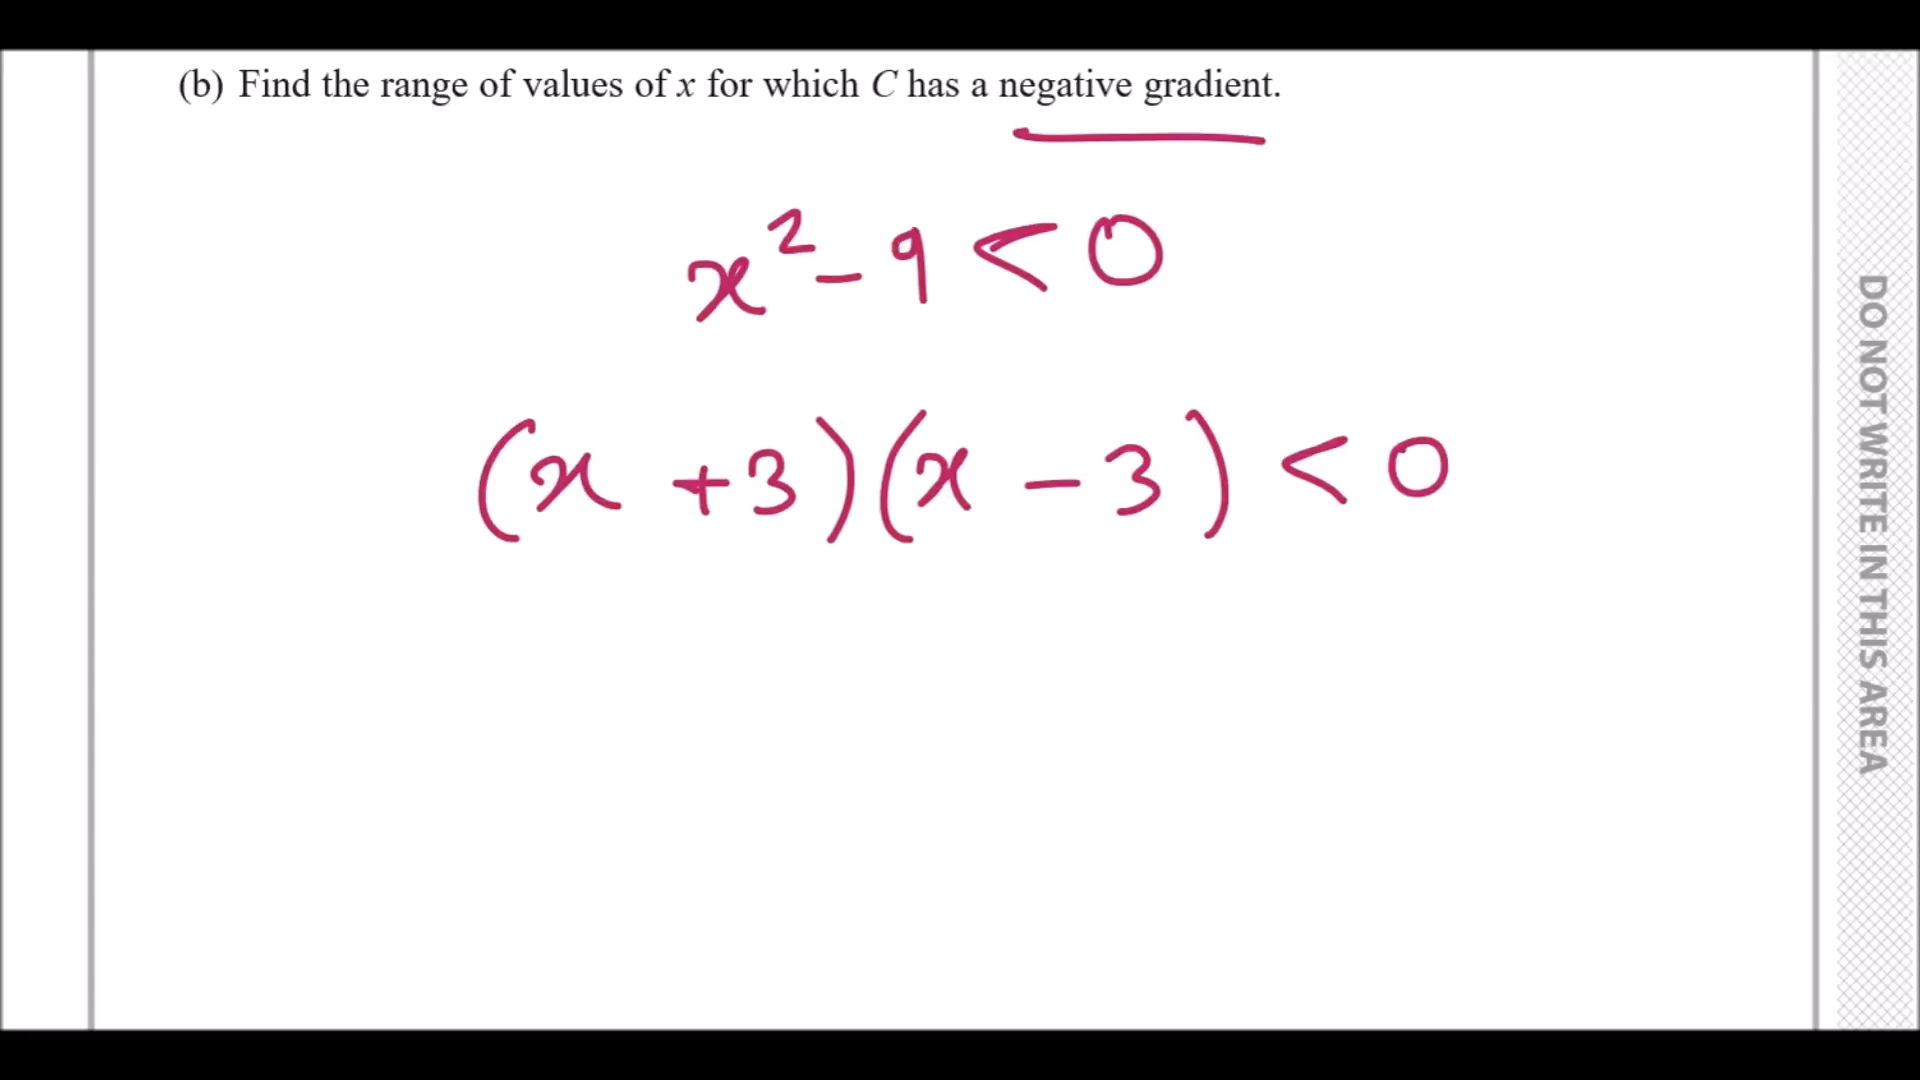 (b) Find the range of values of x for which C has a negative gradient.
x² - 9 < 0
(x + 3)(x - 3) < 0
DO NOT WRITE IN THIS AREA